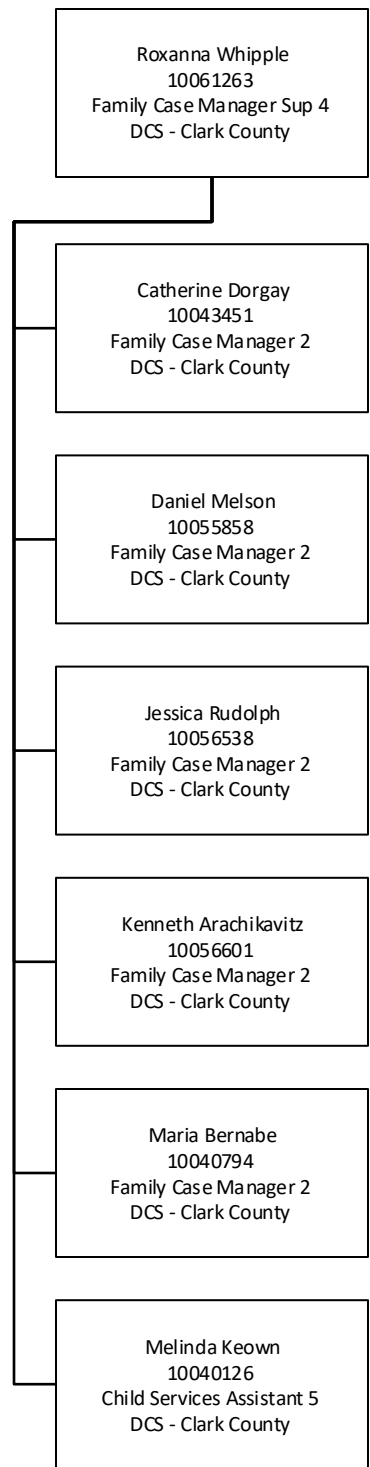 Roxanna Whipple
10061263
Family Case Manager Sup 4
DCS - Clark County
Catherine Dorgay
10043451
Family Case Manager 2
DCS - Clark County
Daniel Melson
10055858
Family Case Manager 2
DCS - Clark County
Jessica Rudolph
10056538
Family Case Manager 2
DCS - Clark County
Kenneth Arachikavitz
10056601
Family Case Manager 2
DCS - Clark County
Maria Bernabe
10040794
Family Case Manager 2
DCS - Clark County
Melinda Keown
10040126
Child Services Assistant 5
DCS - Clark County